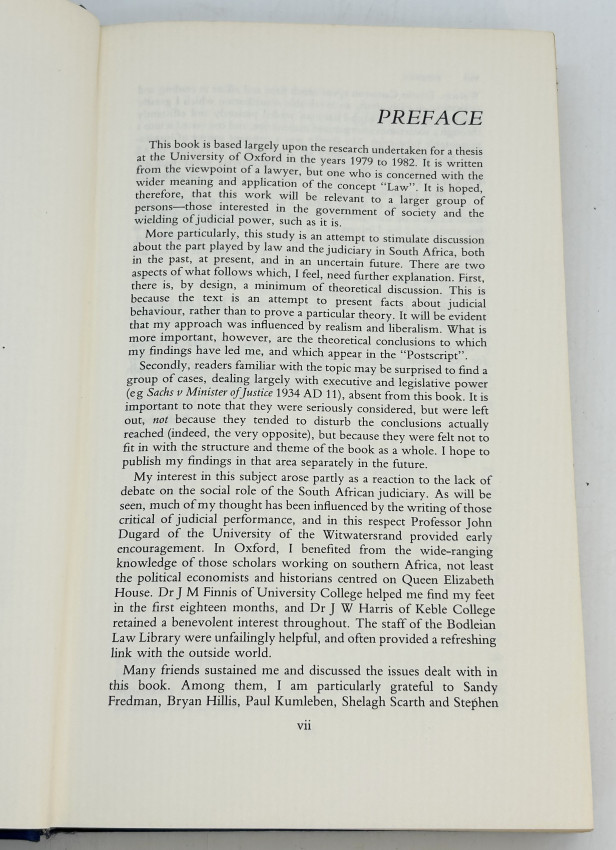 PREFACE
This book is based largely upon the research undertaken for a thesis
at the University of Oxford in the years 1979 to 1982. It is written
from the viewpoint of a lawyer, but one who is concerned with the
wider meaning and application of the concept "Law". It is hoped,
therefore, that this work will be relevant to a larger group of
persons—those interested in the government of society and the
wielding of judicial power, such as it is.
More particularly, this study is an attempt to stimulate discussion
about the part played by law and the judiciary in South Africa, both
in the past, at present, and in an uncertain future. There are two
aspects of what follows which, I feel, need further explanation. First,
there is, by design, a minimum of theoretical discussion. This is
because the text is an attempt to present facts about judicial
behaviour, rather than to prove a particular theory. It will be evident
that my approach was influenced by realism and liberalism. What is
more important, however, are the theoretical conclusions to which
my findings have led me, and which appear in the "Postscript".
Secondly, readers familiar with the topic may be surprised to find a
group of cases, dealing largely with executive and legislative power
(e g Sachs v Minister of Justice 1934 AD 11), absent from this book. It is
important to note that they were seriously considered, but were left
out, not because they tended to disturb the conclusions actually
reached (indeed, the very opposite), but because they were felt not to
fit in with the structure and theme of the book as a whole. I hope to
publish my findings in that area separately in the future.
My interest in this subject arose partly as a reaction to the lack of
debate on the social role of the South African judiciary. As will be
seen, much of my thought has been influenced by the writing of those
critical of judicial performance, and in this respect Professor John
Dugard of the University of the Witwatersrand provided early
encouragement. In Oxford, I benefited from the wide-ranging
knowledge of those scholars working on southern Africa, not least
the political economists and historians centred on Queen Elizabeth
House. Dr J M Finnis of University College helped me find my feet
in the first eighteen months, and Dr J W Harris of Keble College
retained a benevolent interest throughout. The staff of the Bodleian
Law Library were unfailingly helpful, and often provided a refreshing
link with the outside world.
Many friends sustained me and discussed the issues dealt with in
this book. Among them, I am particularly grateful to Sandy
Fredman, Bryan Hillis, Paul Kumleben, Shelagh Scarth and Stephen
vii